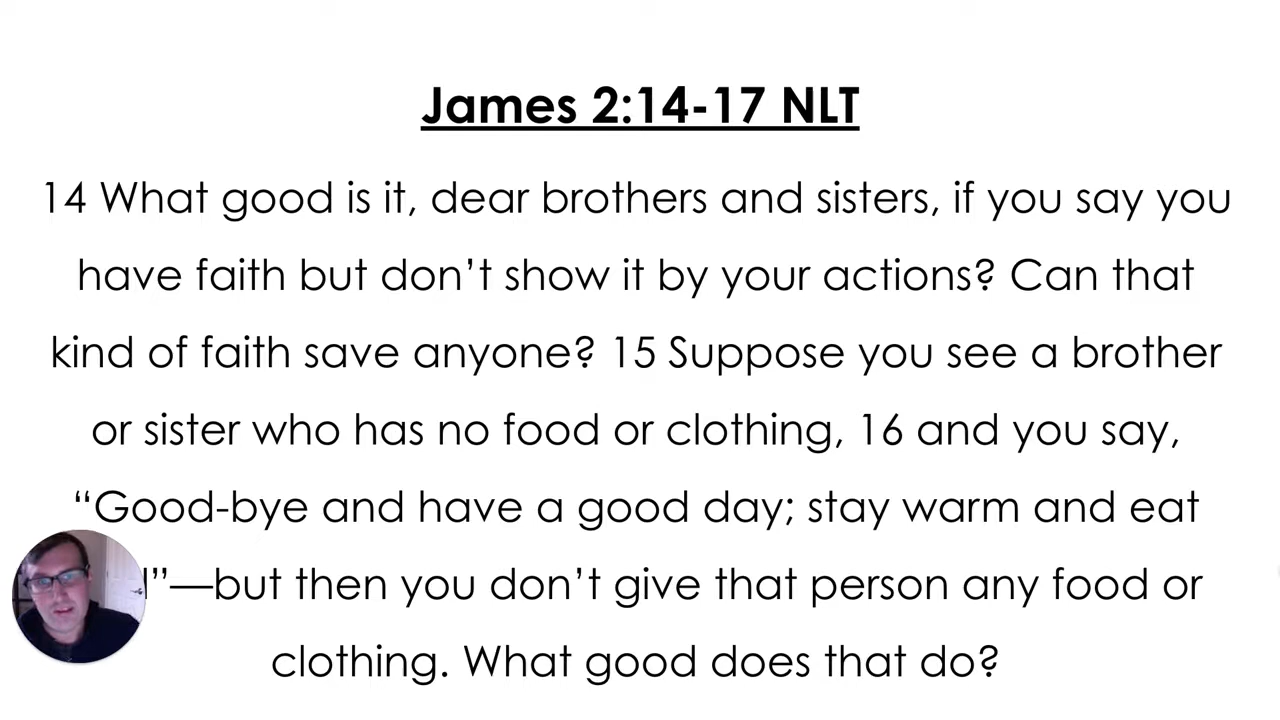 James 2:14-17 NLT
14 What good is it, dear brothers and sisters, if you say you
have faith but don’t show it by your actions? Can that
kind of faith save anyone? 15 Suppose you see a brother
or sister who has no food or clothing, 16 and you say,
“Good-bye and have a good day; stay warm and eat
”—but then you don’t give that person any food or
clothing. What good does that do?